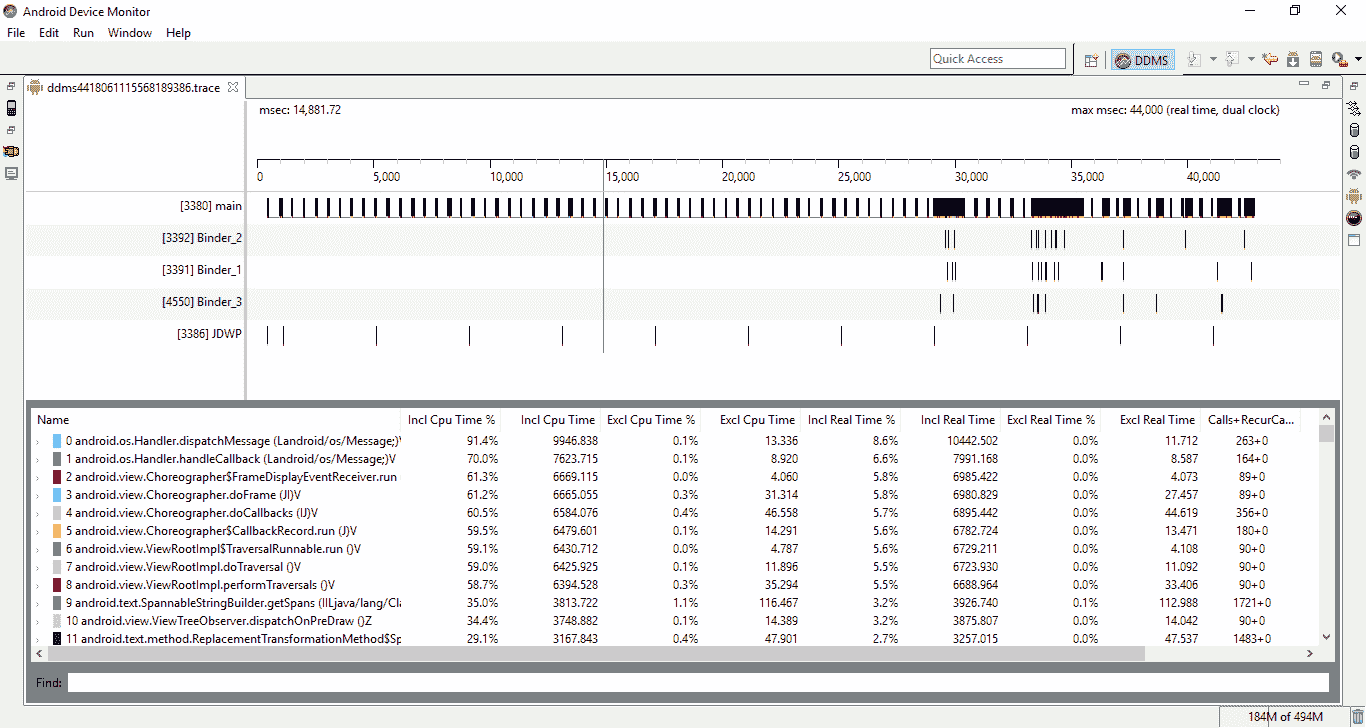 Android Device Monitor
File Edit Run Window Help
Quick Access DDMS
ddms4418061115568189386.trace
msec: 14,881.72 max msec: 44,000 (real time, dual clock)
0 5,000 10,000 15,000 20,000 25,000 30,000 35,000 40,000
[3380] main
[3392] Binder_2
[3391] Binder_1
[4550] Binder_3
[3386] JDWP
Name Incl Cpu Time % Incl Cpu Time Excl Cpu Time % Excl Cpu Time Incl Real Time % Incl Real Time Excl Real Time % Excl Real Time Calls+RecurCa...
0 android.os.Handler.dispatchMessage (Landroid/os/Message;)V 91.4% 9946.838 0.1% 13.336 8.6% 10442.502 0.0% 11.712 263+0
1 android.os.Handler.handleCallback (Landroid/os/Message;)V 70.0% 7623.715 0.1% 8.920 6.6% 7991.168 0.0% 8.587 164+0
2 android.view.Choreographer$FrameDisplayEventReceiver.run 61.3% 6669.115 0.0% 4.060 5.8% 6985.422 0.0% 4.073 89+0
3 android.view.Choreographer.doFrame (JI)V 61.2% 6665.055 0.3% 31.314 5.8% 6980.829 0.0% 27.457 89+0
4 android.view.Choreographer.doCallbacks (IJ)V 60.5% 6584.076 0.4% 46.558 5.7% 6895.442 0.0% 44.619 356+0
5 android.view.Choreographer$CallbackRecord.run (J)V 59.5% 6479.601 0.1% 14.291 5.6% 6782.724 0.0% 13.471 180+0
6 android.view.ViewRootImpl$TraversalRunnable.run ()V 59.1% 6430.712 0.0% 4.787 5.6% 6729.211 0.0% 4.108 90+0
7 android.view.ViewRootImpl.doTraversal ()V 59.0% 6425.925 0.1% 11.896 5.5% 6723.930 0.0% 11.092 90+0
8 android.view.ViewRootImpl.performTraversals ()V 58.7% 6394.528 0.3% 35.294 5.5% 6688.964 0.0% 33.406 90+0
9 android.text.SpannableStringBuilder.getSpans (IILjava/lang/Cla 35.0% 3813.722 1.1% 116.467 3.2% 3926.740 0.1% 112.988 1721+0
10 android.view.ViewTreeObserver.dispatchOnPreDraw ()Z 34.4% 3748.882 0.1% 14.389 3.2% 3875.807 0.0% 14.042 90+0
11 android.text.method.ReplacementTransformationMethod$Sp 29.1% 3167.843 0.4% 47.901 2.7% 3257.015 0.0% 47.537 1483+0
Find:
184M of 494M